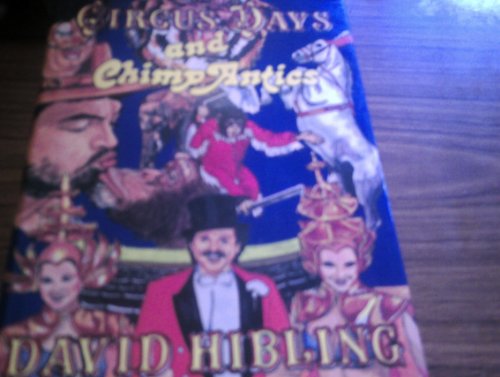 CIRCUS DAYS
and
Chimp Antics
DAVID HIBLING